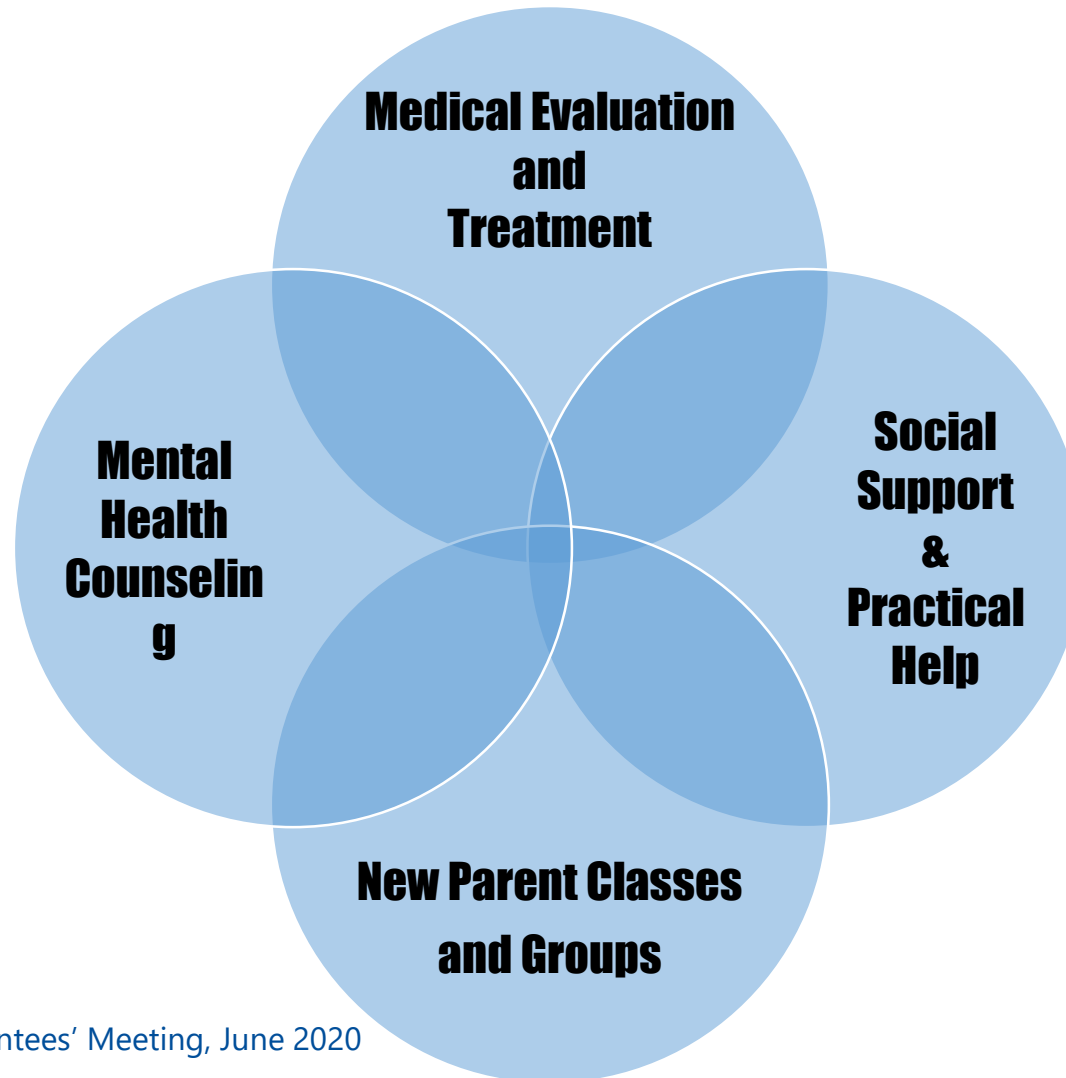 Medical Evaluation
and
Treatment
Mental
Health
Counselin
g
Social
Support
&
Practical
Help
New Parent Classes
and Groups
ntees’ Meeting, June 2020